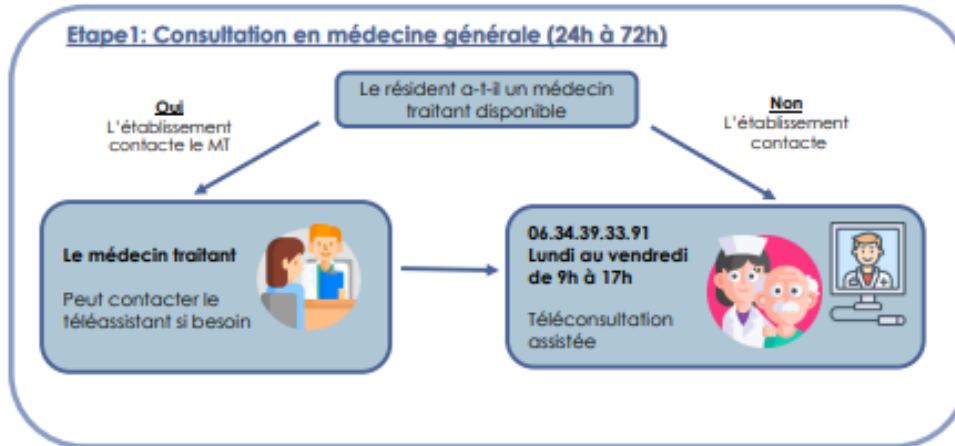 Etape1: Consultation en médecine générale (24h à 72h)
Le résident a-t-il un médecin
traitant disponible
Oui
L'établissement
contacte le MT
Non
L'établissement
contacte
Le médecin traitant
Peut contacter le
téléassistant si besoin
06.34.39.33.91
Lundi au vendredi
de 9h à 17h
Téléconsultation
assistée